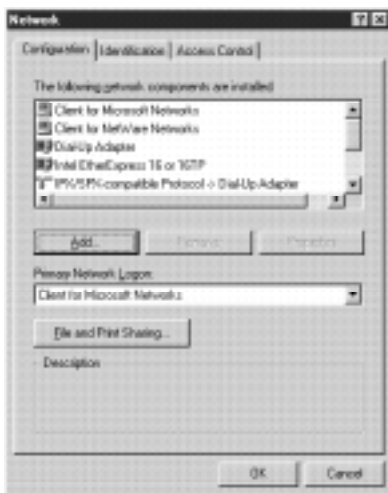 Network
Configuration Identification Access Control
The following network components are installed:
Client for Microsoft Networks
Client for NetWare Networks
Dial-Up Adapter
Intel EtherExpress 16 or 16TP
IPX/SPX-compatible Protocol -> Dial-Up Adapter
Add... Remove Properties
Primary Network Logon:
Client for Microsoft Networks
File and Print Sharing...
Description
OK Cancel